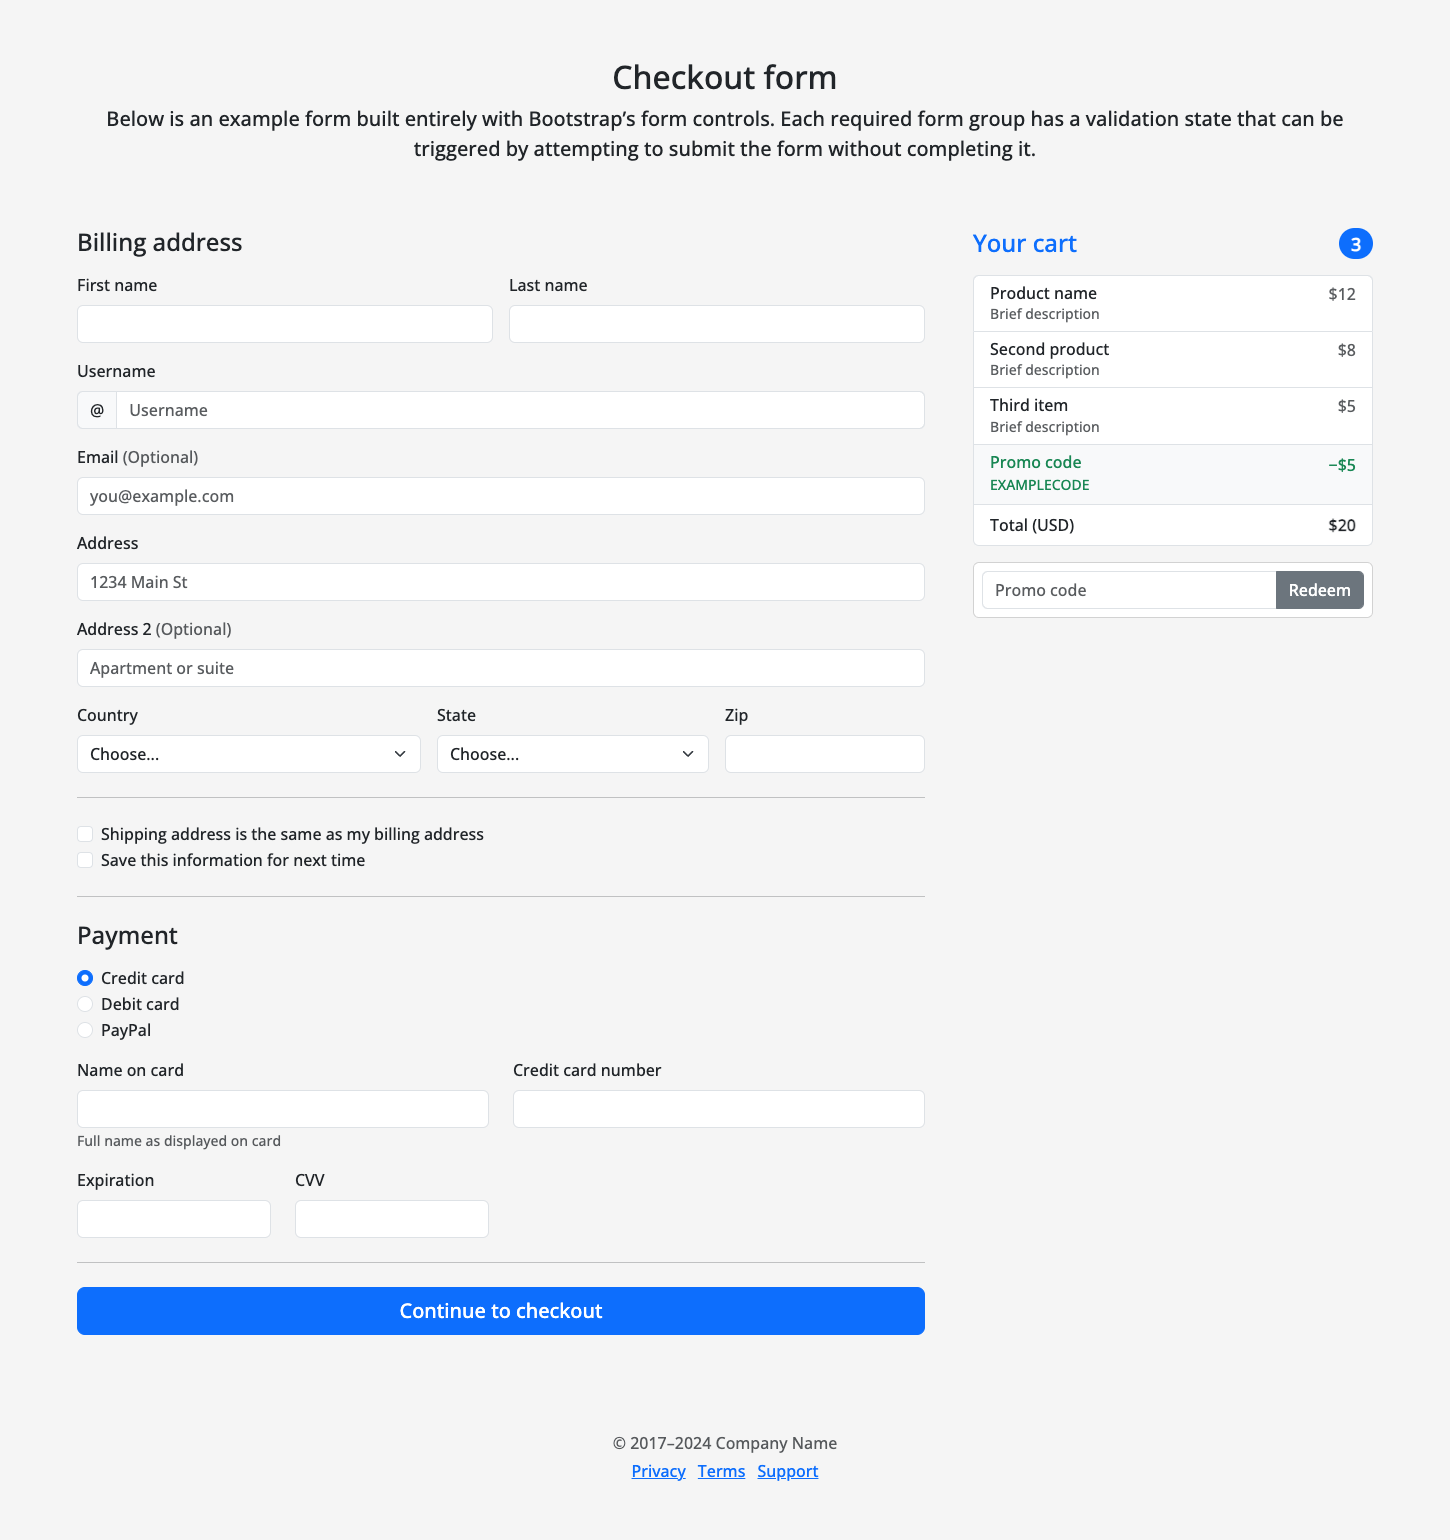 Checkout form
Below is an example form built entirely with Bootstrap’s form controls. Each required form group has a validation state that can be
triggered by attempting to submit the form without completing it.
Billing address
First name
Last name
Username
@ Username
Email (Optional)
you@example.com
Address
1234 Main St
Address 2 (Optional)
Apartment or suite
Country
State
Zip
Choose...
Choose...
Shipping address is the same as my billing address
Save this information for next time
Payment
Credit card
Debit card
PayPal
Name on card
Credit card number
Full name as displayed on card
Expiration
CVV
Continue to checkout
Your cart 3
Product name $12
Brief description
Second product $8
Brief description
Third item $5
Brief description
Promo code −$5
EXAMPLECODE
Total (USD) $20
Promo code Redeem
© 2017–2024 Company Name
Privacy Terms Support